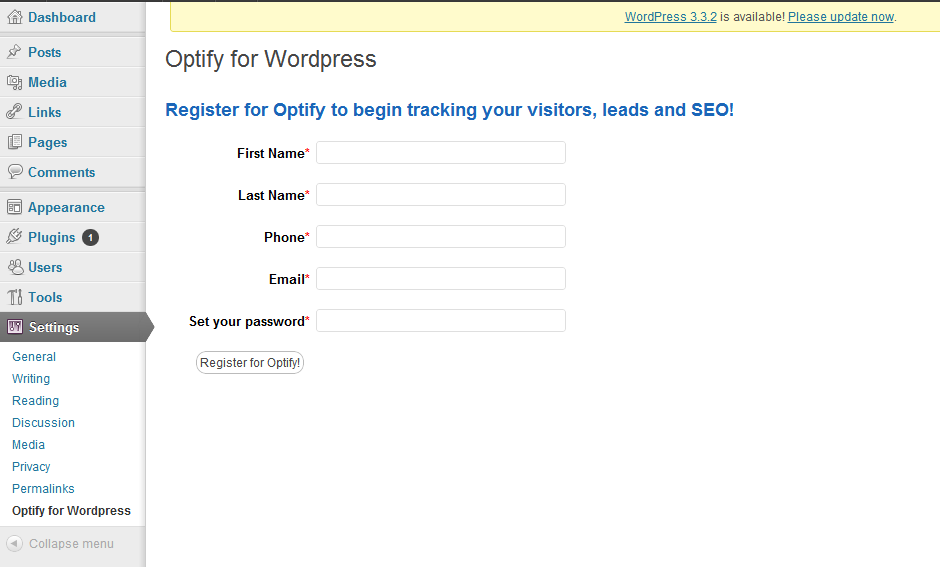 Dashboard
WordPress 3.3.2 is available! Please update now.
Posts
Media
Links
Pages
Comments
Appearance
Plugins 1
Users
Tools
Settings
General
Writing
Reading
Discussion
Media
Privacy
Permalinks
Optify for Wordpress
Collapse menu
Optify for Wordpress
Register for Optify to begin tracking your visitors, leads and SEO!
First Name*
Last Name*
Phone*
Email*
Set your password*
Register for Optify!